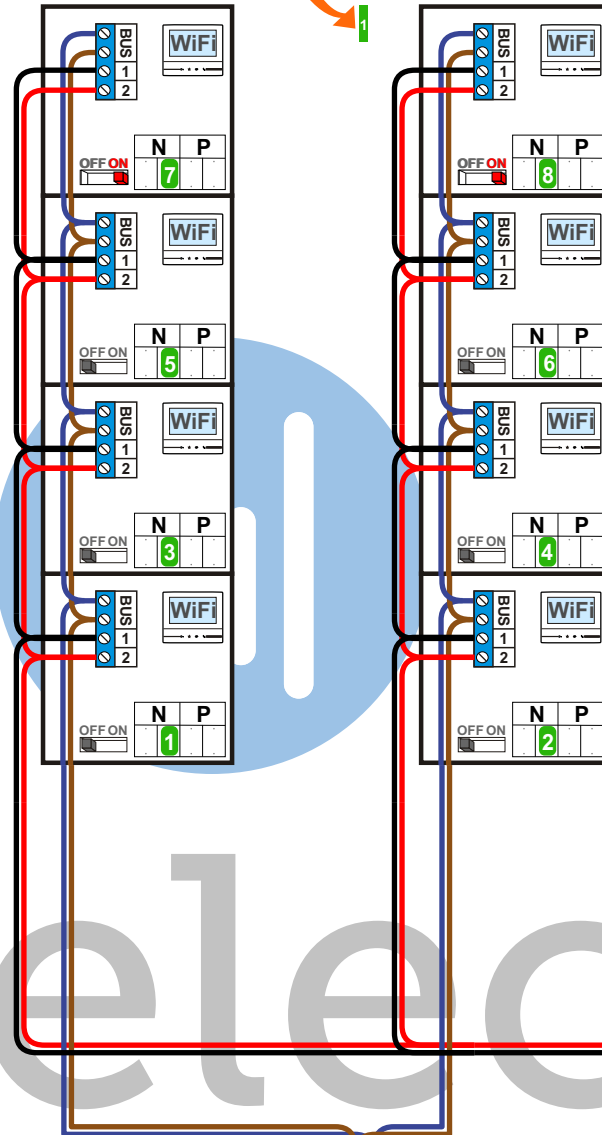 1
BUS WiFi
1
2
N P
OFF ON 7
BUS WiFi
1
2
N P
OFF ON 5
BUS WiFi
1
2
N P
OFF ON 3
BUS WiFi
1
2
N P
OFF ON 1
BUS WiFi
1
2
N P
OFF ON 8
BUS WiFi
1
2
N P
OFF ON 6
BUS WiFi
1
2
N P
OFF ON 4
BUS WiFi
1
2
N P
OFF ON 2
elec